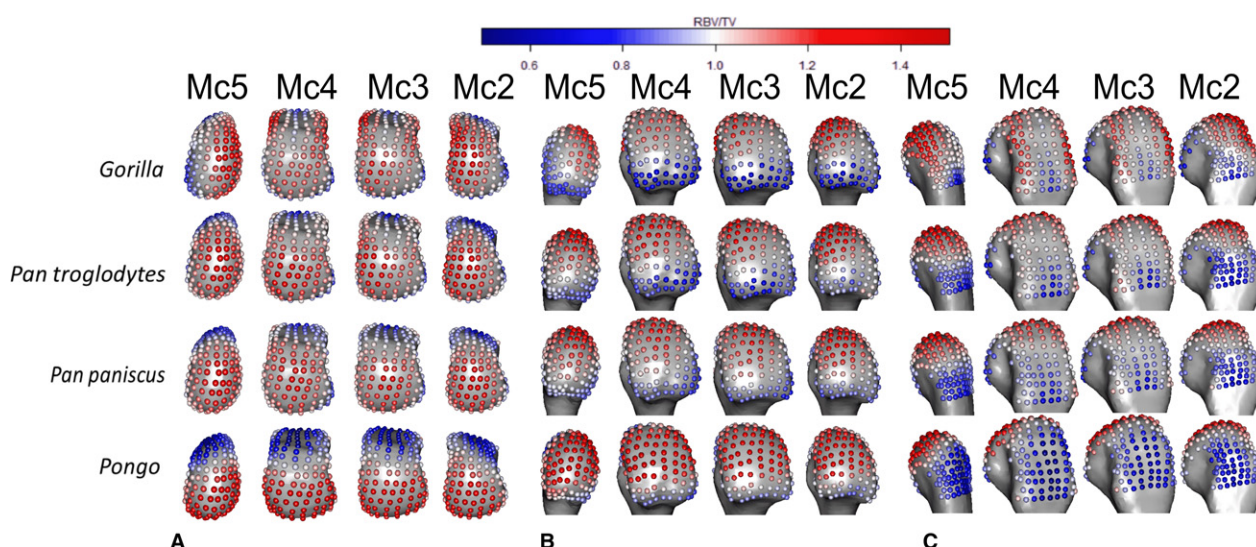 RBV/TV
0.6 0.8 1.0 1.2 1.4
Mc5 Mc4 Mc3 Mc2 Mc5 Mc4 Mc3 Mc2 Mc5 Mc4 Mc3 Mc2
Gorilla
Pan troglodytes
Pan paniscus
Pongo
A B C